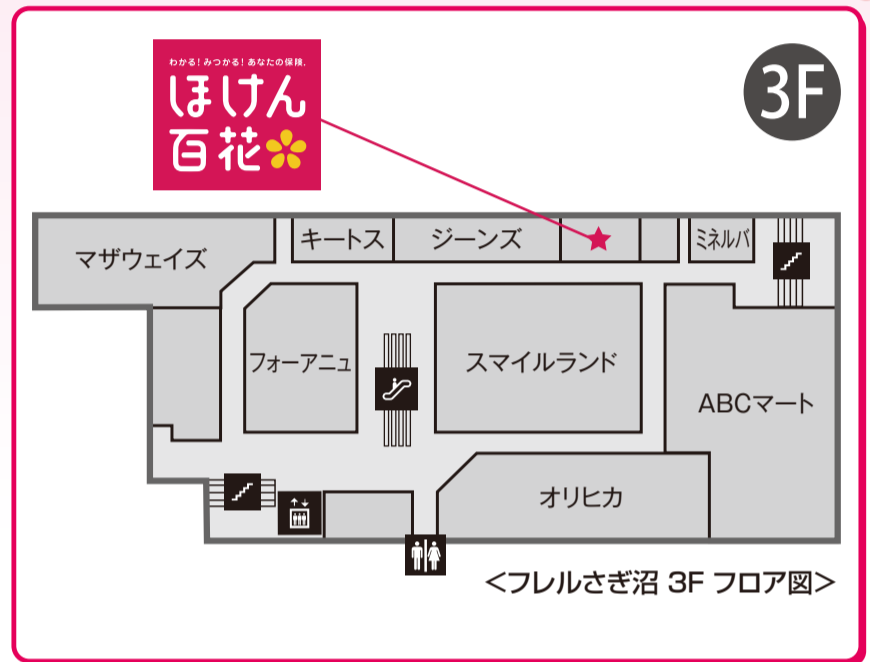 わかる!みつかる!あなたの保険.
ほけん
百花
3F
マザウェイズ
キートス
ジーンズ
ミネルバ
フォーアニュ
スマイルランド
ABCマート
オリヒカ
<フレルさぎ沼 3F フロア図>